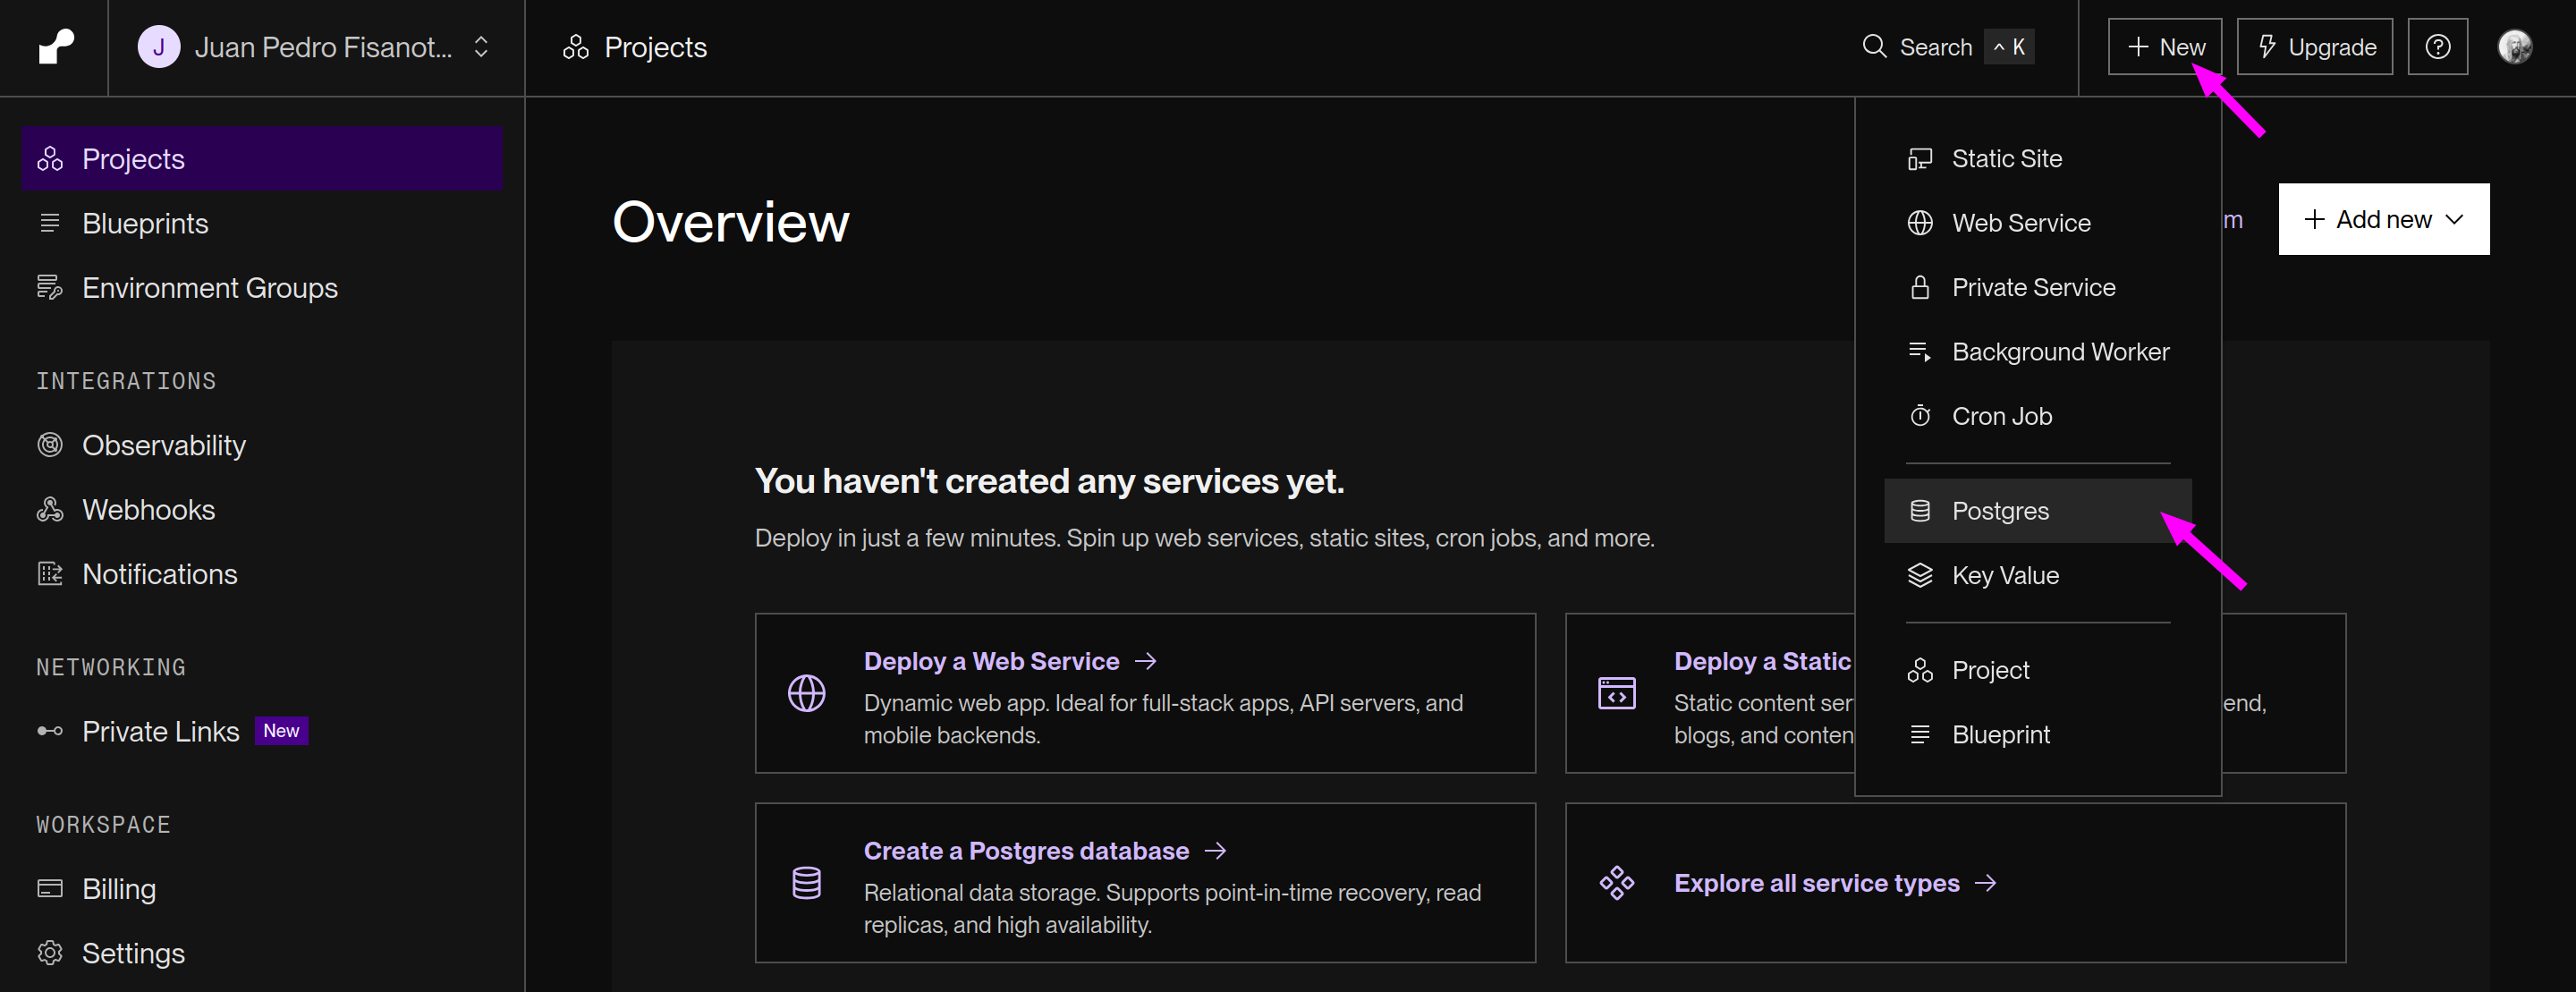 J Juan Pedro Fisanot...
Projects
Search ^ K
+ New
Upgrade
Projects
Blueprints
Environment Groups
INTEGRATIONS
Observability
Webhooks
Notifications
NETWORKING
Private Links New
WORKSPACE
Billing
Settings
Overview
m
+ Add new
You haven't created any services yet.
Deploy in just a few minutes. Spin up web services, static sites, cron jobs, and more.
Deploy a Web Service →
Dynamic web app. Ideal for full-stack apps, API servers, and
mobile backends.
Deploy a Static
Static content ser
end,
blogs, and conten
Create a Postgres database →
Relational data storage. Supports point-in-time recovery, read
replicas, and high availability.
Explore all service types →
Static Site
Web Service
Private Service
Background Worker
Cron Job
Postgres
Key Value
Project
Blueprint